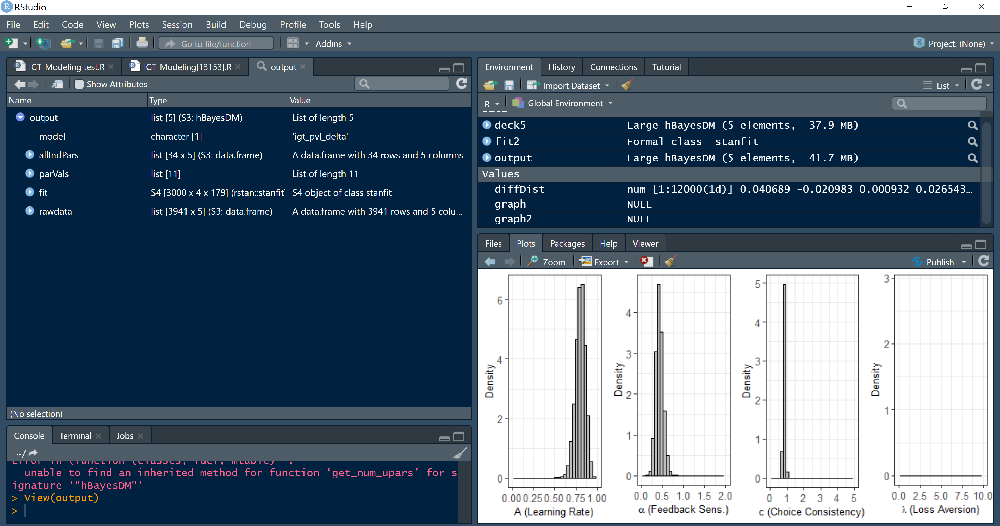 RStudio
File Edit Code View Plots Session Build Debug Profile Tools Help
Go to file/function Addins Project: (None)
IGT_Modeling test.R IGT_Modeling[13153].R output
Show Attributes
Name Type Value
output list [5] (S3: hBayesDM) List of length 5
model character [1] 'igt_pvl_delta'
allIndPars list [34 x 5] (S3: data.frame) A data.frame with 34 rows and 5 columns
parVals list [11] List of length 11
fit S4 [3000 x 4 x 179] (rstan::stanfit) S4 object of class stanfit
rawdata list [3941 x 5] (S3: data.frame) A data.frame with 3941 rows and 5 colu...
(No selection)
Console Terminal Jobs
~/
Error in (function (classes, fdef, mtable) :
unable to find an inherited method for function ‘get_num_upars’ for s
ignature ‘"hBayesDM"’
> View(output)
>
Environment History Connections Tutorial
Import Dataset List
R Global Environment
Data
deck5 Large hBayesDM (5 elements, 37.9 MB)
fit2 Formal class stanfit
output Large hBayesDM (5 elements, 41.7 MB)
Values
diffDist num [1:12000(1d)] 0.040689 -0.020983 0.000932 0.026543...
graph NULL
graph2 NULL
Files Plots Packages Help Viewer
Zoom Export Publish
Density
6
4
2
0
0.00 0.25 0.50 0.75 1.00
A (Learning Rate)
Density
4
3
2
1
0
0.0 0.5 1.0 1.5 2.0
α (Feedback Sens.)
Density
5
4
3
2
1
0
0 1 2 3 4 5
c (Choice Consistency)
Density
3
2
1
0
0.0 2.5 5.0 7.5 10.0
λ (Loss Aversion)